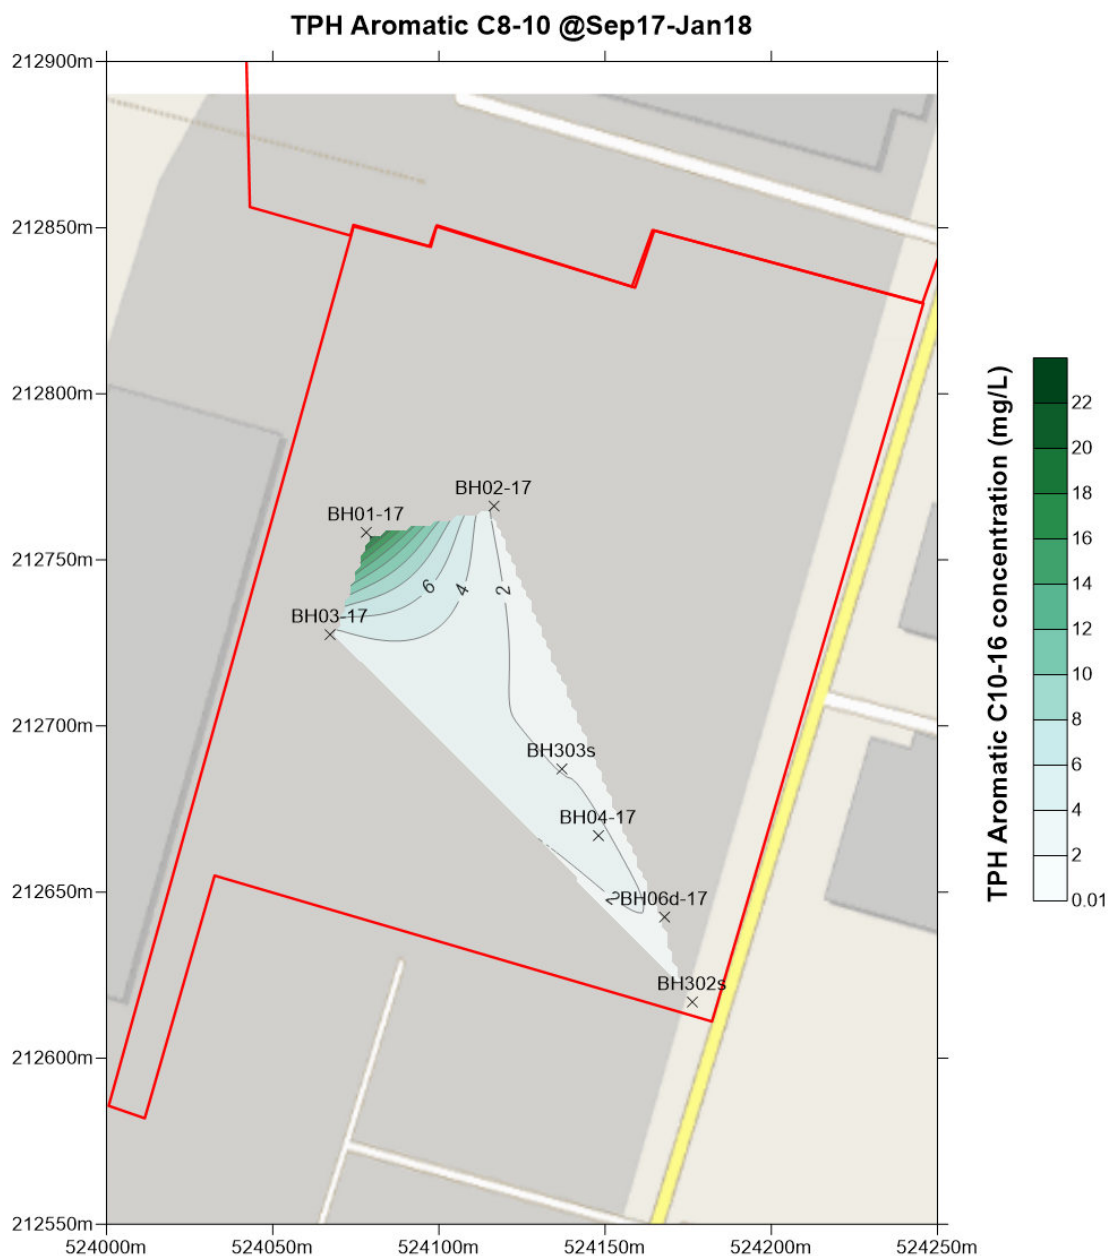 TPH Aromatic C8-10 @Sep17-Jan18
212900m
212850m
212800m
212750m
212700m
212650m
212600m
212550m
524000m
524050m
524100m
524150m
524200m
524250m
BH02-17
BH01-17
BH03-17
6
4
2
BH303s
BH04-17
2
BH06d-17
BH302s
TPH Aromatic C10-16 concentration (mg/L)
22
20
18
16
14
12
10
8
6
4
2
0.01